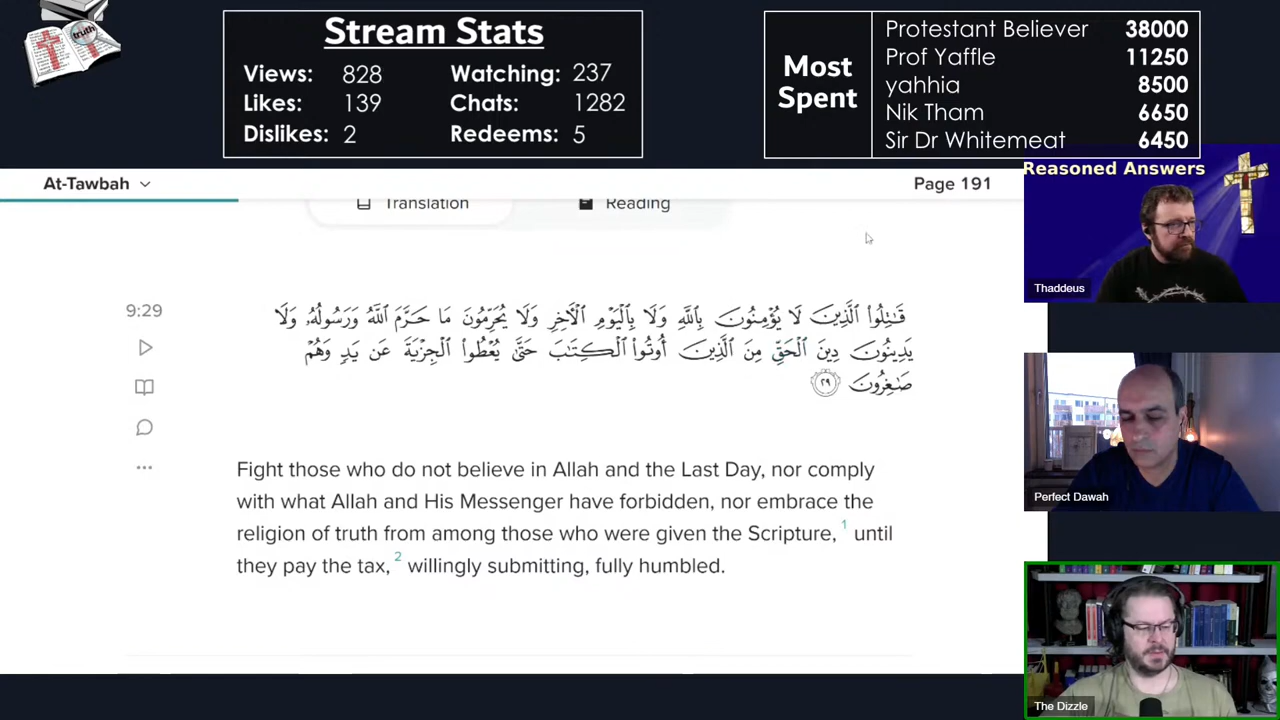 truth
Stream Stats
Views: 828
Watching: 237
Likes: 139
Chats: 1282
Dislikes: 2
Redeems: 5
Most
Spent
Protestant Believer 38000
Prof Yaffle 11250
yahhia 8500
Nik Tham 6650
Sir Dr Whitemeat 6450
At-Tawbah
Page 191
Translation
Reading
9:29
قَـٰتِلُوا۟ ٱلَّذِينَ لَا يُؤْمِنُونَ بِٱللَّهِ وَلَا بِٱلْيَوْمِ ٱلْـَٔاخِرِ وَلَا يُحَرِّمُونَ مَا حَرَّمَ ٱللَّهُ وَرَسُولُهُۥ وَلَا
يَدِينُونَ دِينَ ٱلْحَقِّ مِنَ ٱلَّذِينَ أُوتُوا۟ ٱلْكِتَـٰبَ حَتَّىٰ يُعْطُوا۟ ٱلْجِزْيَةَ عَن يَدٍۢ وَهُمْ
صَـٰغِرُونَ ٢٩
Fight those who do not believe in Allah and the Last Day, nor comply
with what Allah and His Messenger have forbidden, nor embrace the
religion of truth from among those who were given the Scripture, 1 until
they pay the tax, 2 willingly submitting, fully humbled.
Reasoned Answers
Thaddeus
Perfect Dawah
The Dizzle